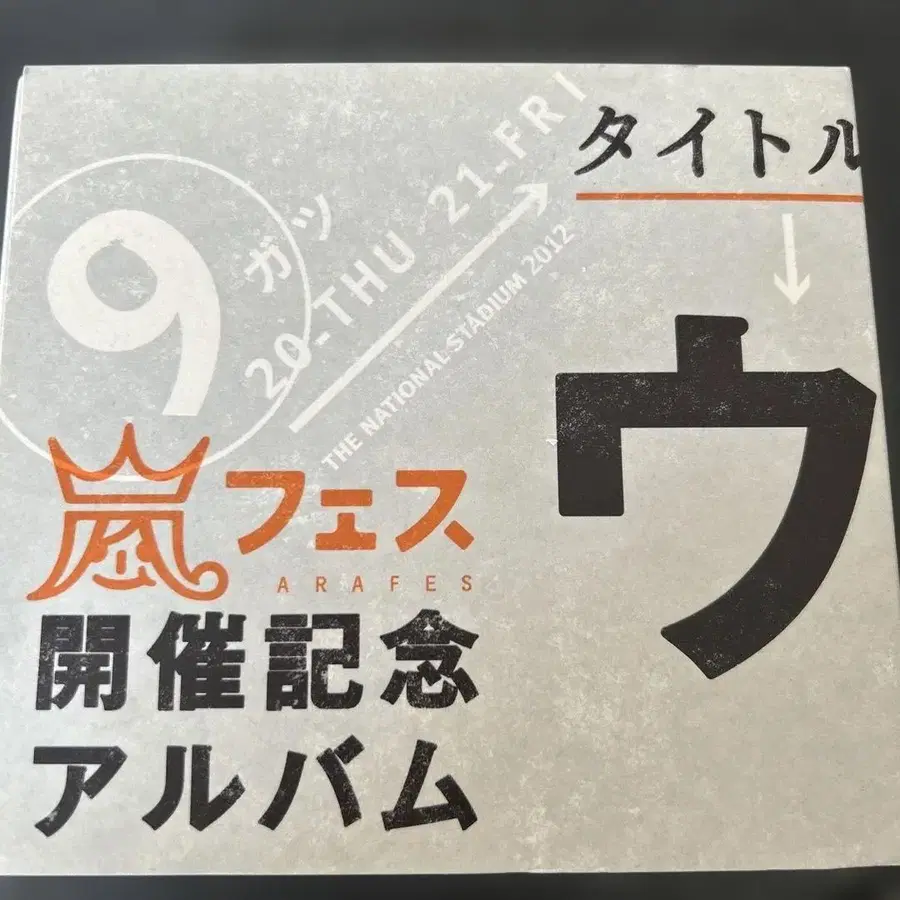 9ガツ
20-THU 21-FRI
THE NATIONAL STADIUM 2012
タイトル
↓
ウ
嵐フェス
ARAFES
開催記念
アルバム